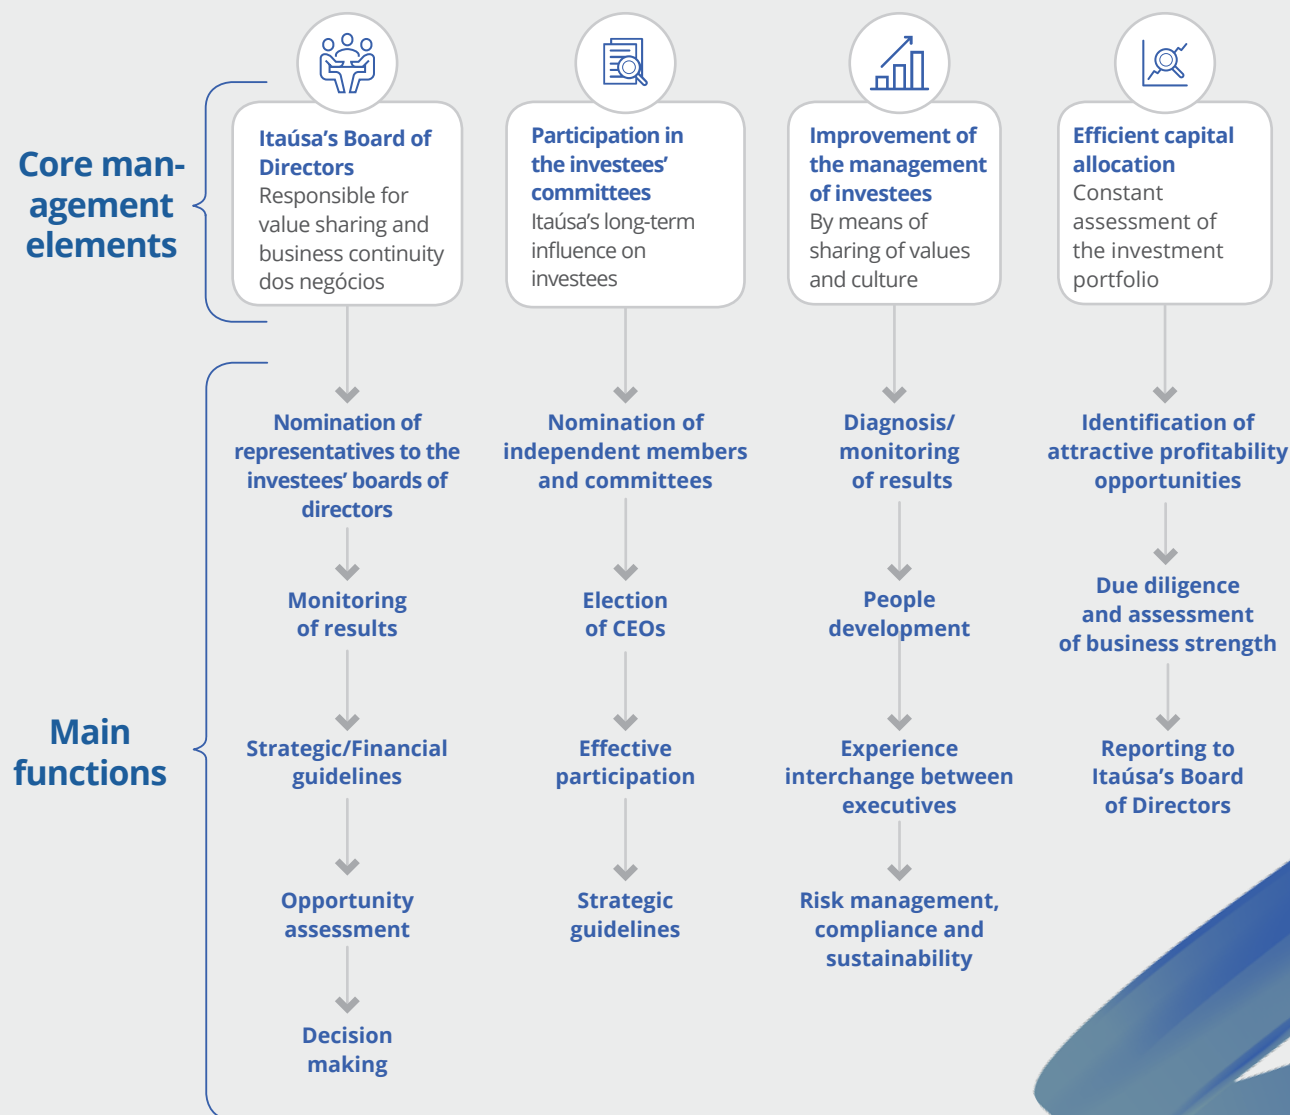 Core man-
agement
elements
Itaúsa's Board of
Directors
Responsible for
value sharing and
business continuity
dos negócios
Participation in
the investees'
committees
Itaúsa's long-term
influence on
investees
Improvement of
the management
of investees
By means of
sharing of values
and culture
Efficient capital
allocation
Constant
assessment of
the investment
portfolio
Main
functions
Nomination of
representatives to the
investees' boards of
directors
Monitoring
of results
Strategic/Financial
guidelines
Opportunity
assessment
Decision
making
Nomination of
independent members
and committees
Election
of CEOs
Effective
participation
Strategic
guidelines
Diagnosis/
monitoring
of results
People
development
Experience
interchange between
executives
Risk management,
compliance and
sustainability
Identification of
attractive profitability
opportunities
Due diligence
and assessment
of business strength
Reporting to
Itaúsa's Board
of Directors